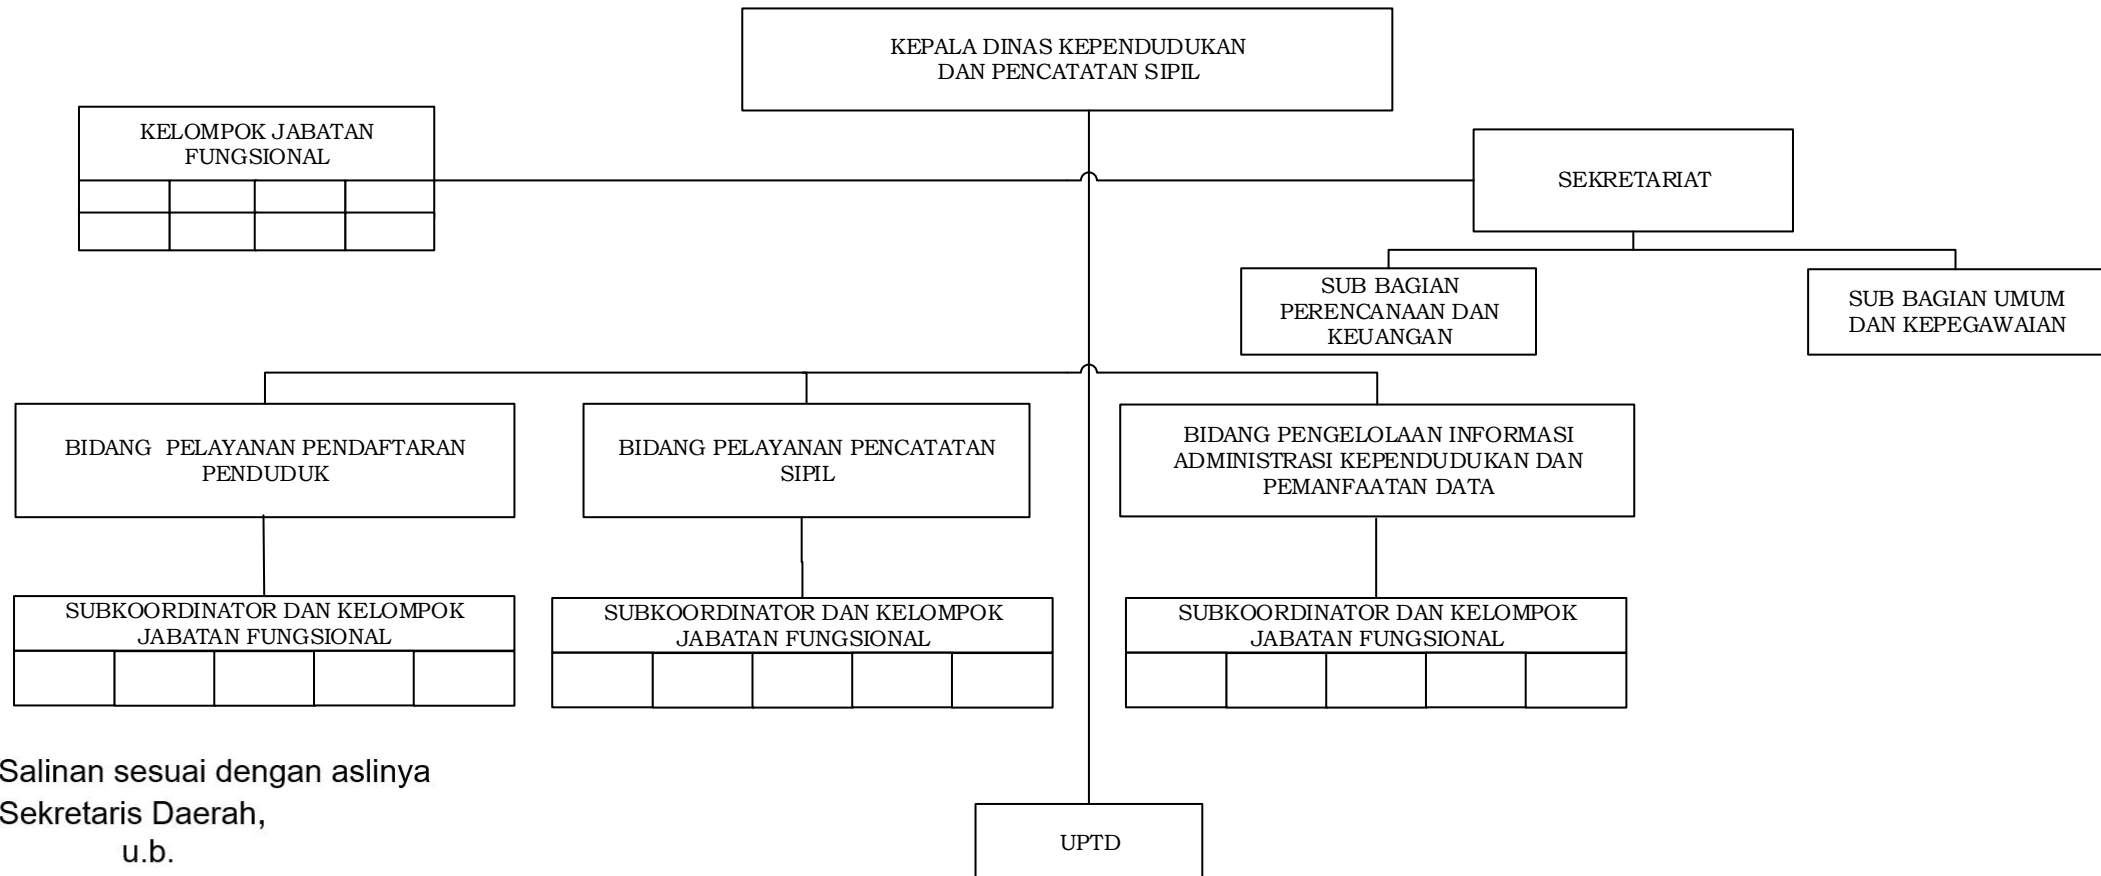 KEPALA DINAS KEPENDUDUKAN
DAN PENCATATAN SIPIL
KELOMPOK JABATAN
FUNGSIONAL
SEKRETARIAT
SUB BAGIAN
PERENCANAAN DAN
KEUANGAN
SUB BAGIAN UMUM
DAN KEPEGAWAIAN
BIDANG PELAYANAN PENDAFTARAN
PENDUDUK
BIDANG PELAYANAN PENCATATAN
SIPIL
BIDANG PENGELOLAAN INFORMASI
ADMINISTRASI KEPENDUDUKAN DAN
PEMANFAATAN DATA
SUBKOORDINATOR DAN KELOMPOK
JABATAN FUNGSIONAL
SUBKOORDINATOR DAN KELOMPOK
JABATAN FUNGSIONAL
SUBKOORDINATOR DAN KELOMPOK
JABATAN FUNGSIONAL
Salinan sesuai dengan aslinya
Sekretaris Daerah,
u.b.
UPTD